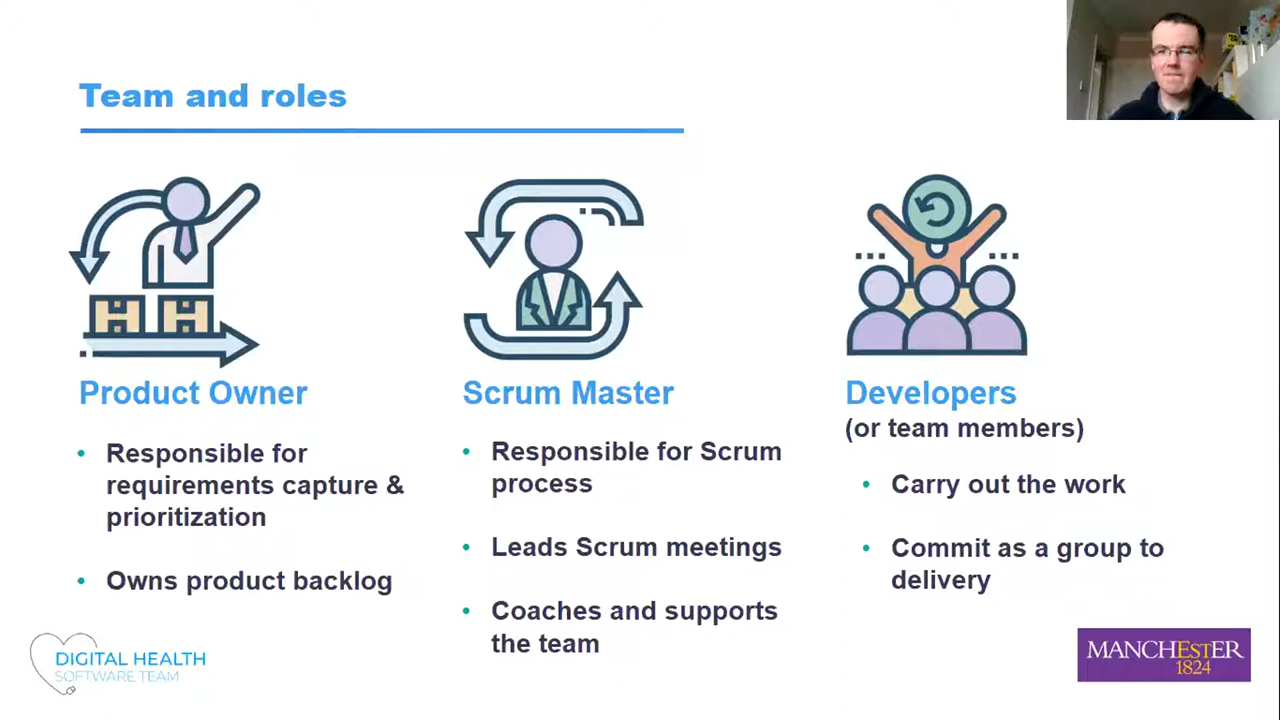 Team and roles
Product Owner
Responsible for
requirements capture &
prioritization
Owns product backlog
Scrum Master
Responsible for Scrum
process
Leads Scrum meetings
Coaches and supports
the team
Developers
(or team members)
Carry out the work
Commit as a group to
delivery
DIGITAL HEALTH
SOFTWARE TEAM
MANCHEstER
1824